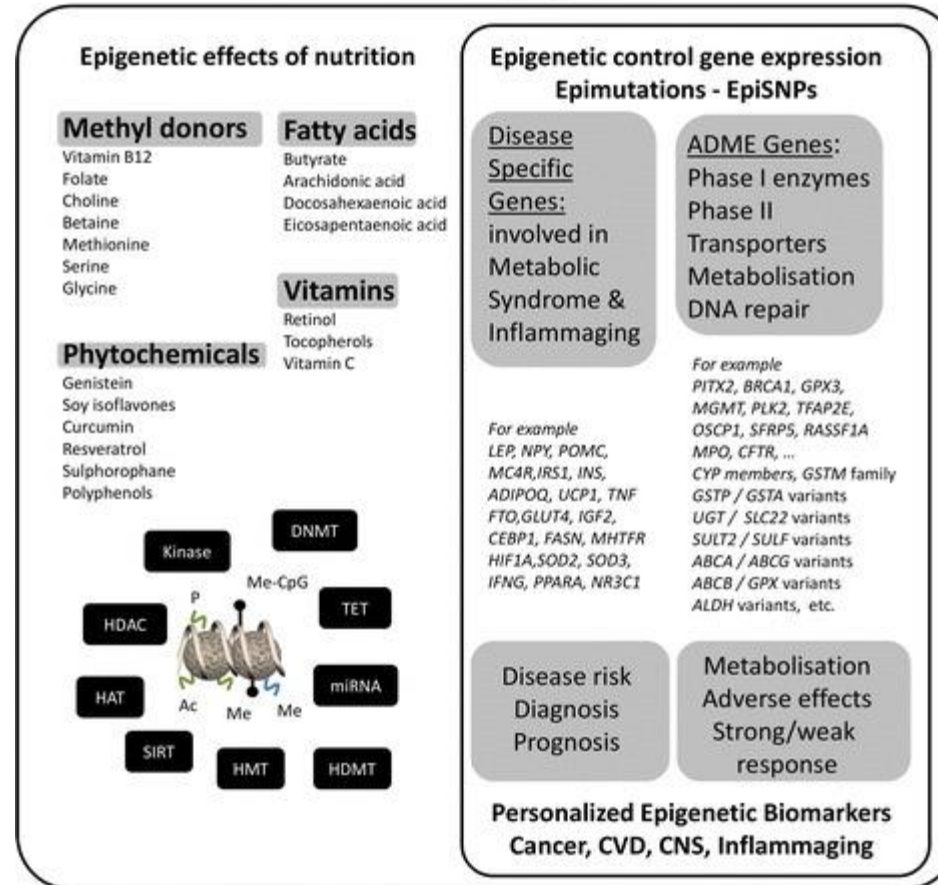 Epigenetic effects of nutrition
Methyl donors
Vitamin B12
Folate
Choline
Betaine
Methionine
Serine
Glycine
Fatty acids
Butyrate
Arachidonic acid
Docosahexaenoic acid
Eicosapentaenoic acid
Vitamins
Retinol
Tocopherols
Vitamin C
Phytochemicals
Genistein
Soy isoflavones
Curcumin
Resveratrol
Sulphorophane
Polyphenols
DNMT
Kinase
Me-CpG
P
TET
HDAC
miRNA
HAT
Ac
Me
Me
SIRT
HMT
HDMT
Epigenetic control gene expression
Epimutations - EpiSNPs
Disease
Specific
Genes:
involved in
Metabolic
Syndrome &
Inflammaging
For example
LEP, NPY, POMC,
MC4R,IRS1, INS,
ADIPOQ, UCP1, TNF
FTO,GLUT4, IGF2,
CEBP1, FASN, MHTFR
HIF1A,SOD2, SOD3,
IFNG, PPARA, NR3C1
Disease risk
Diagnosis
Prognosis
ADME Genes:
Phase I enzymes
Phase II
Transporters
Metabolisation
DNA repair
For example
PITX2, BRCA1, GPX3,
MGMT, PLK2, TFAP2E,
OSCP1, SFRP5, RASSF1A
MPO, CFTR, ...
CYP members, GSTM family
GSTP / GSTA variants
UGT / SLC22 variants
SULT2 / SULF variants
ABCA / ABCG variants
ABCB / GPX variants
ALDH variants, etc.
Metabolisation
Adverse effects
Strong/weak
response
Personalized Epigenetic Biomarkers
Cancer, CVD, CNS, Inflammaging